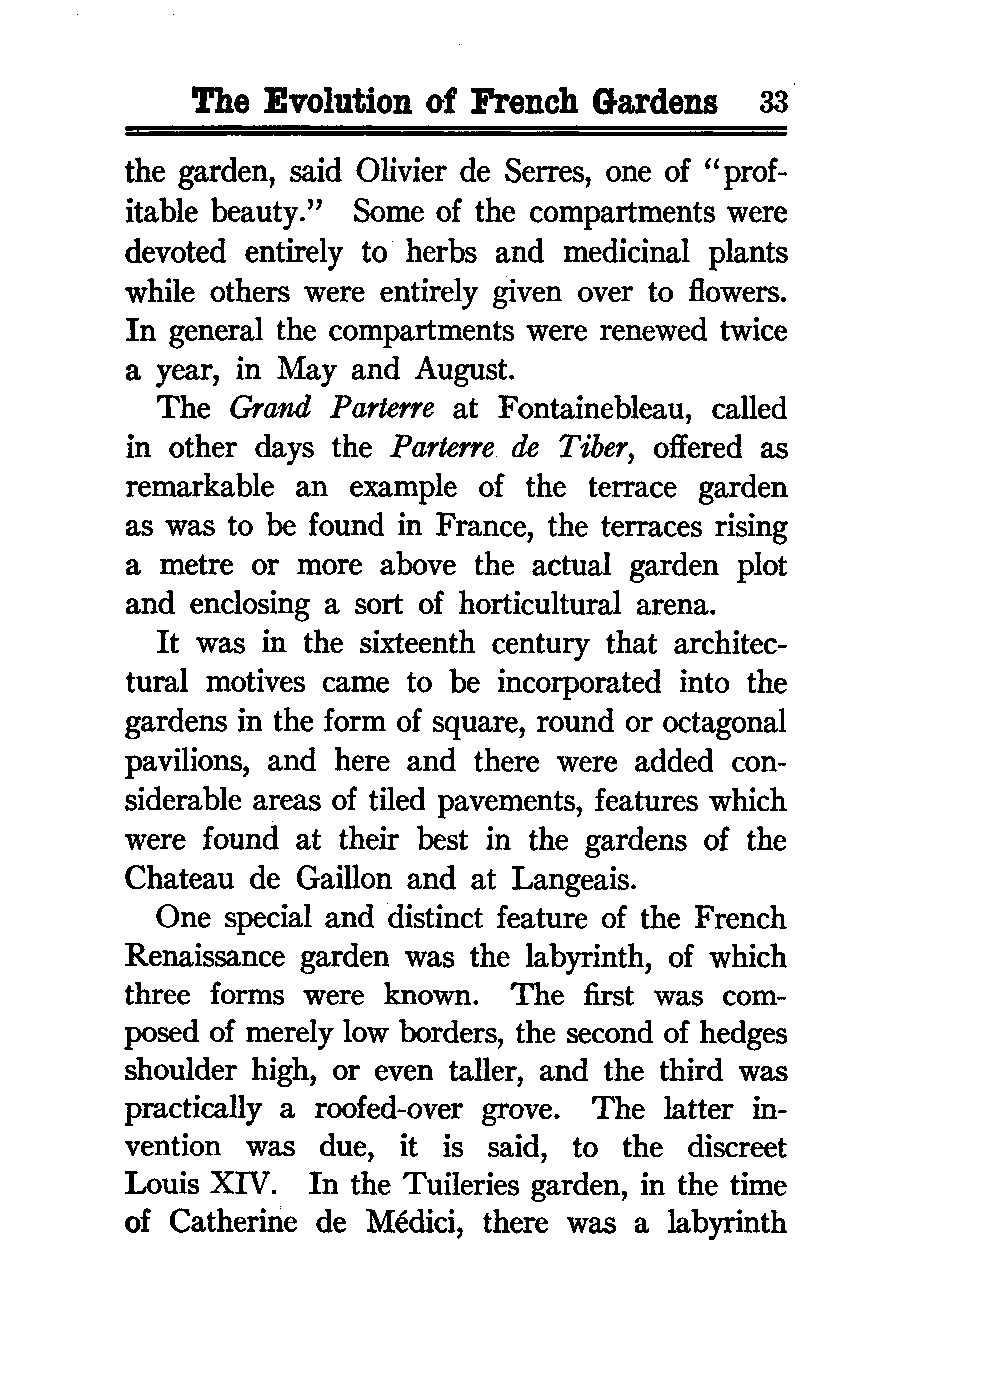 The Evolution of French Gardens 33
the garden, said Olivier de Serres, one of “prof-
itable beauty.” Some of the compartments were
devoted entirely to herbs and medicinal plants
while others were entirely given over to flowers.
In general the compartments were renewed twice
a year, in May and August.
The Grand Parterre at Fontainebleau, called
in other days the Parterre de Tiber, offered as
remarkable an example of the terrace garden
as was to be found in France, the terraces rising
a metre or more above the actual garden plot
and enclosing a sort of horticultural arena.
It was in the sixteenth century that architec-
tural motives came to be incorporated into the
gardens in the form of square, round or octagonal
pavilions, and here and there were added con-
siderable areas of tiled pavements, features which
were found at their best in the gardens of the
Chateau de Gaillon and at Langeais.
One special and distinct feature of the French
Renaissance garden was the labyrinth, of which
three forms were known. The first was com-
posed of merely low borders, the second of hedges
shoulder high, or even taller, and the third was
practically a roofed-over grove. The latter in-
vention was due, it is said, to the discreet
Louis XIV. In the Tuileries garden, in the time
of Catherine de Médici, there was a labyrinth